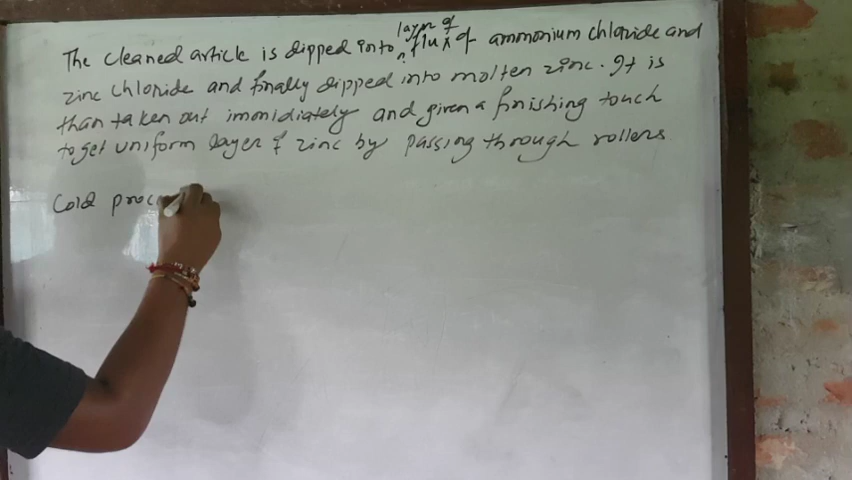 The cleaned article is dipped into a layer of flux of ammonium chloride and
zinc chloride and finally dipped into molten zinc. It is
than taken out immidiately and given a finishing touch
to get uniform layer of zinc by passing through rollers
Cold proc